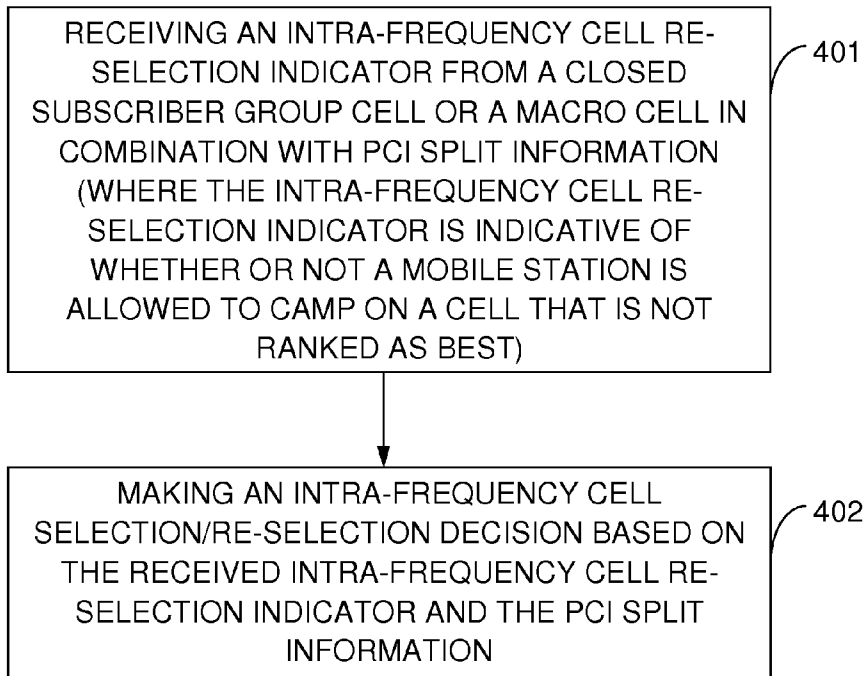 RECEIVING AN INTRA-FREQUENCY CELL RE-
SELECTION INDICATOR FROM A CLOSED
SUBSCRIBER GROUP CELL OR A MACRO CELL IN
COMBINATION WITH PCI SPLIT INFORMATION
(WHERE THE INTRA-FREQUENCY CELL RE-
SELECTION INDICATOR IS INDICATIVE OF
WHETHER OR NOT A MOBILE STATION IS
ALLOWED TO CAMP ON A CELL THAT IS NOT
RANKED AS BEST)
401
MAKING AN INTRA-FREQUENCY CELL
SELECTION/RE-SELECTION DECISION BASED ON
THE RECEIVED INTRA-FREQUENCY CELL RE-
SELECTION INDICATOR AND THE PCI SPLIT
INFORMATION
402